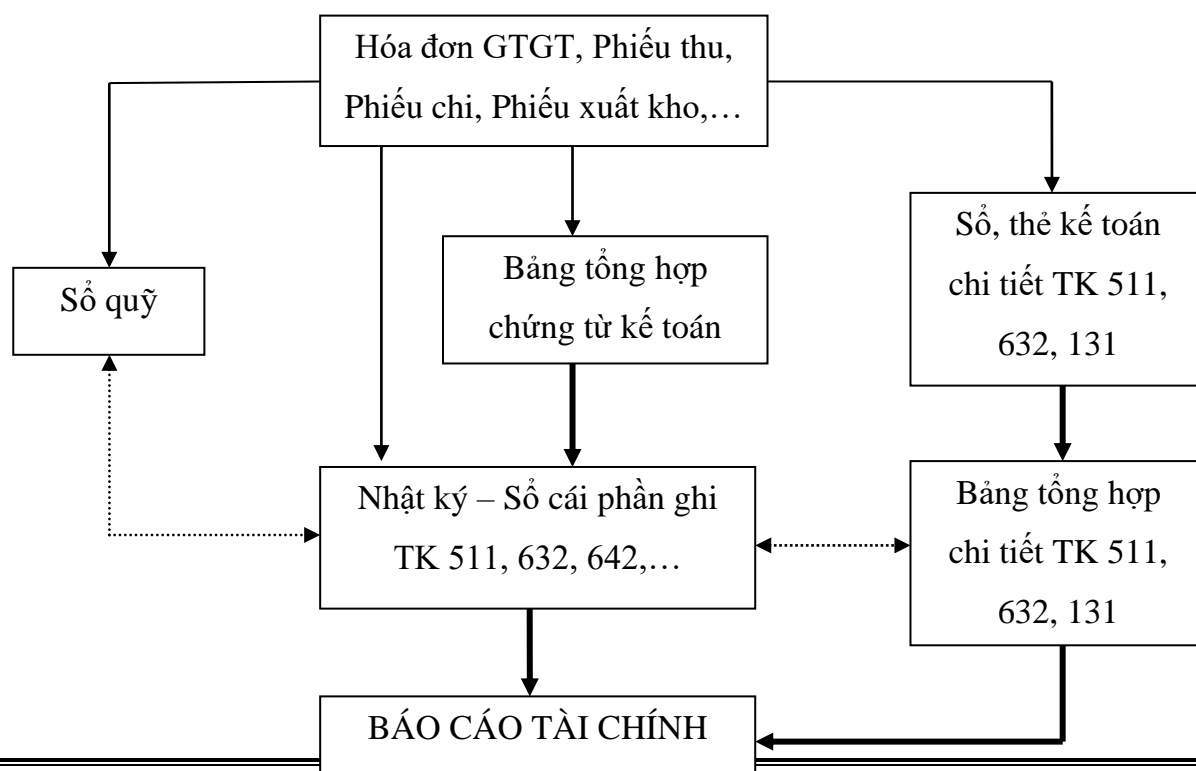 Hóa đơn GTGT, Phiếu thu,
Phiếu chi, Phiếu xuất kho,…
Sổ quỹ
Bảng tổng hợp
chứng từ kế toán
Sổ, thẻ kế toán
chi tiết TK 511,
632, 131
Nhật ký – Sổ cái phần ghi
TK 511, 632, 642,…
Bảng tổng hợp
chi tiết TK 511,
632, 131
BÁO CÁO TÀI CHÍNH